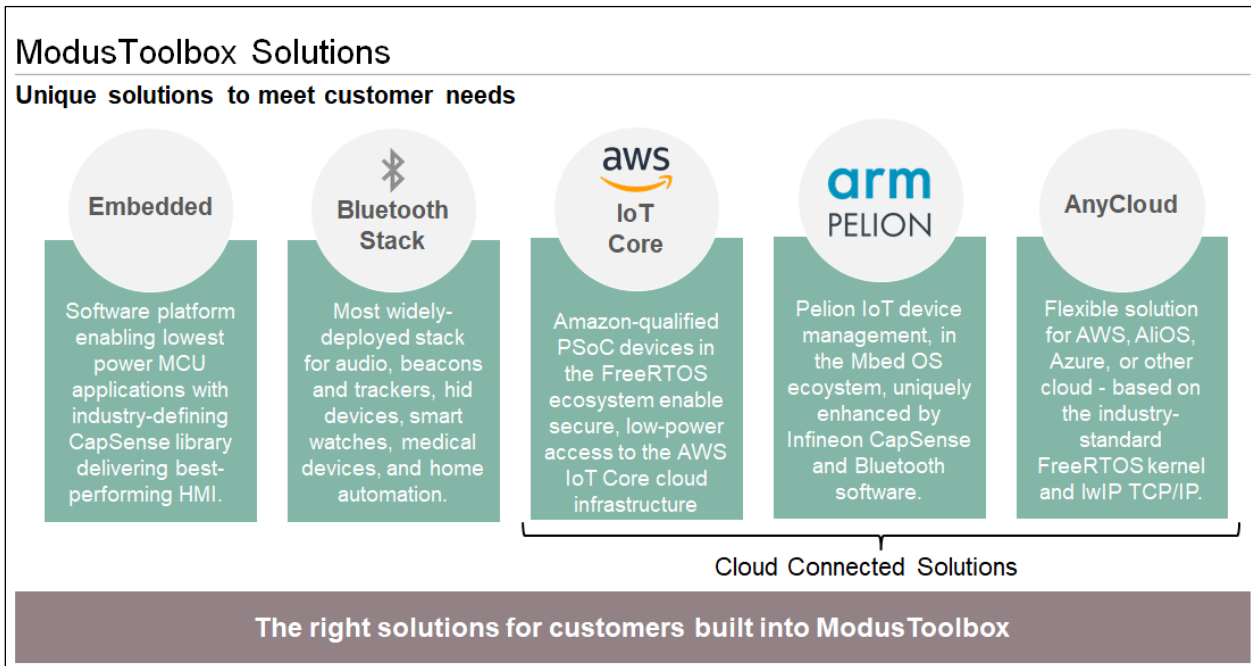 ModusToolbox Solutions
Unique solutions to meet customer needs
Embedded
Software platform
enabling lowest
power MCU
applications with
industry-defining
CapSense library
delivering best-
performing HMI.
Bluetooth
Stack
Most widely-
deployed stack
for audio, beacons
and trackers, hid
devices, smart
watches, medical
devices, and home
automation.
aws
IoT
Core
Amazon-qualified
PSoC devices in
the FreeRTOS
ecosystem enable
secure, low-power
access to the AWS
IoT Core cloud
infrastructure
arm
PELION
Pelion IoT device
management, in
the Mbed OS
ecoystem, uniquely
enhanced by
Infineon CapSense
and Bluetooth
software.
AnyCloud
Flexible solution
for AWS, AliOS,
Azure, or other
cloud - based on
the industry-
standard
FreeRTOS kernel
and lwIP TCP/IP.
Cloud Connected Solutions
The right solutions for customers built into ModusToolbox